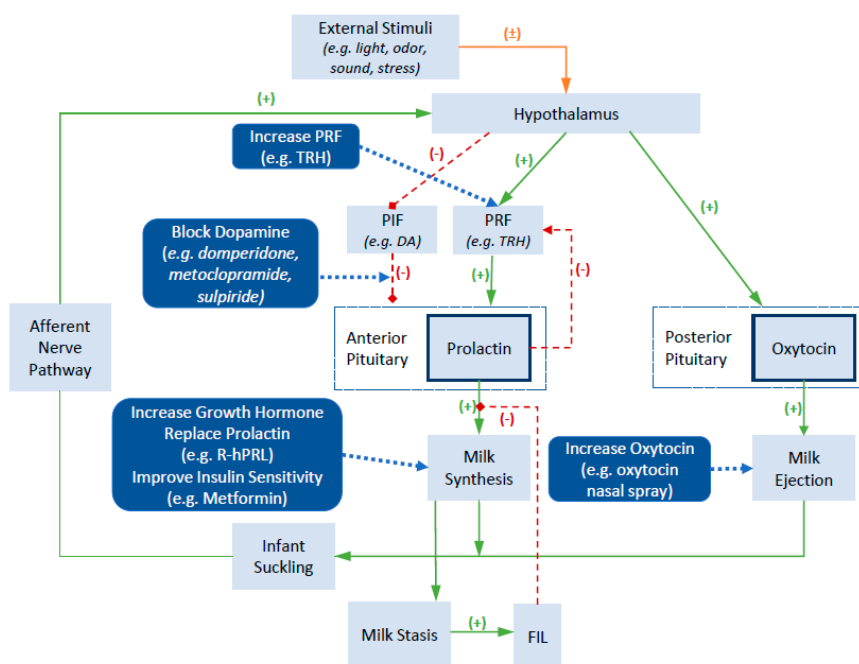 External Stimuli
(e.g. light, odor,
sound, stress)
(±)
(+)
Hypothalamus
Increase PRF
(e.g. TRH)
(-)
(+)
(+)
PIF
(e.g. DA)
PRF
(e.g. TRH)
Block Dopamine
(e.g. domperidone,
metoclopramide,
sulpiride)
(-)
(+)
(-)
Afferent
Nerve
Pathway
Anterior
Pituitary
Prolactin
Posterior
Pituitary
Oxytocin
Increase Growth Hormone
Replace Prolactin
(e.g. R-hPRL)
Improve Insulin Sensitivity
(e.g. Metformin)
(+)
(-)
(+)
Milk
Synthesis
Increase Oxytocin
(e.g. oxytocin
nasal spray)
Milk
Ejection
Infant
Suckling
Milk Stasis
(+)
FIL